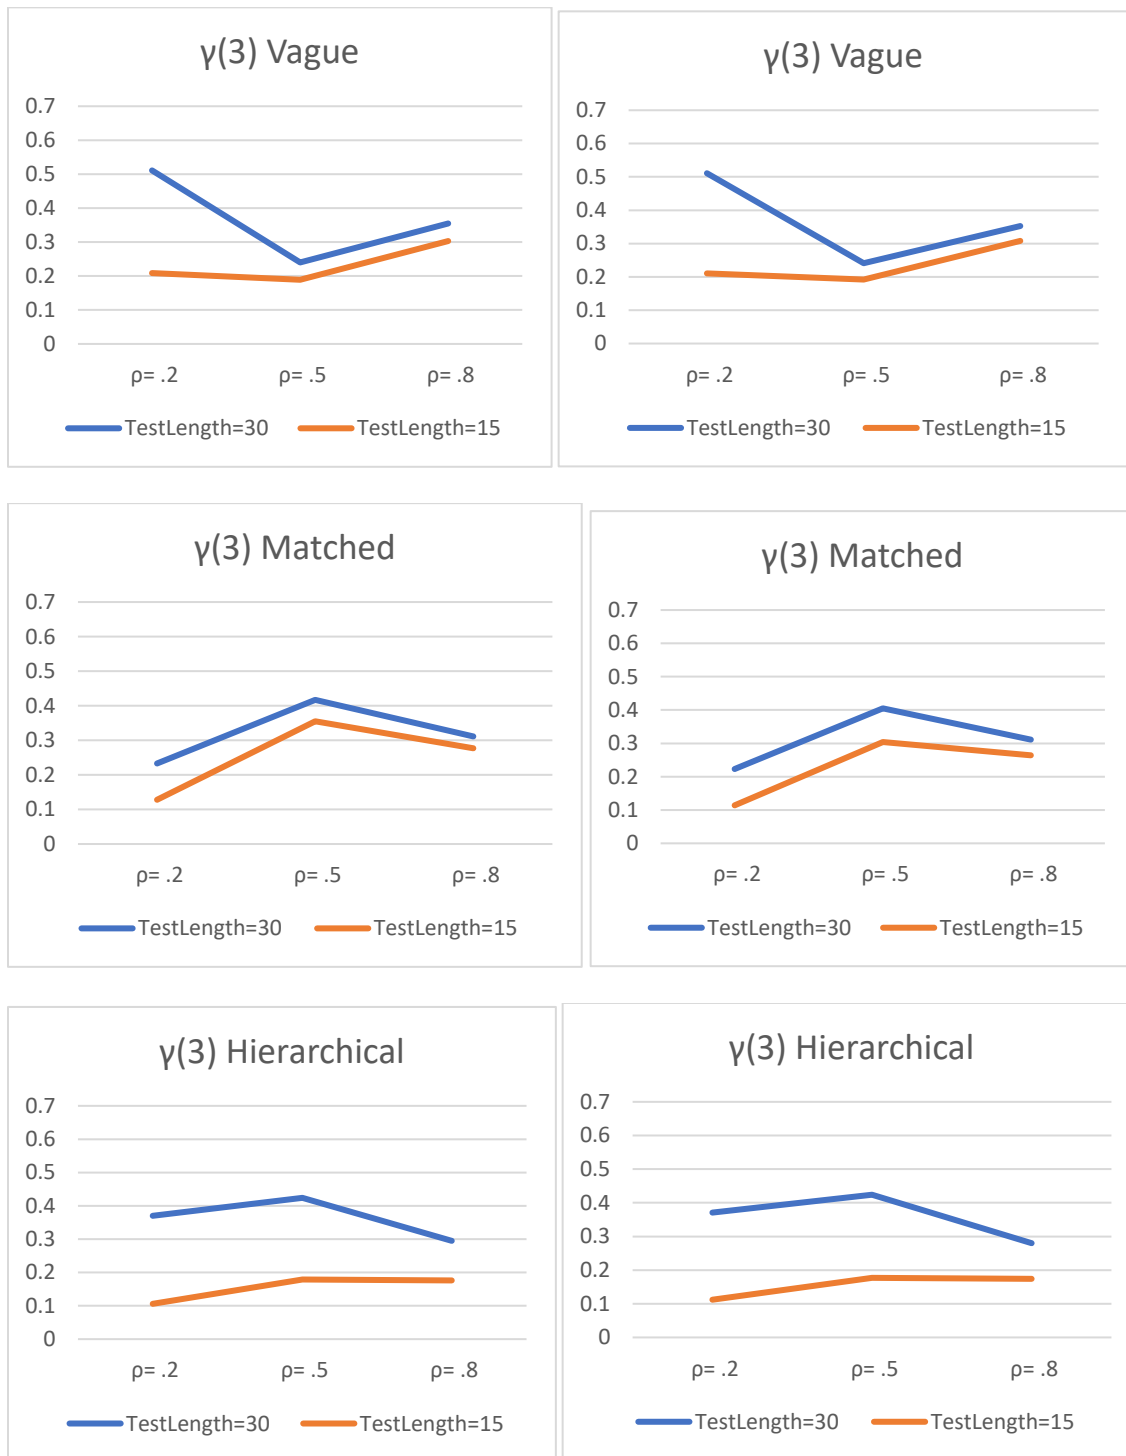 γ(3) Vague
0.7
0.6
0.5
0.4
0.3
0.2
0.1
0
ρ= .2 ρ= .5 ρ= .8
TestLength=30 TestLength=15
γ(3) Vague
0.7
0.6
0.5
0.4
0.3
0.2
0.1
0
ρ= .2 ρ= .5 ρ= .8
TestLength=30 TestLength=15
γ(3) Matched
0.7
0.6
0.5
0.4
0.3
0.2
0.1
0
ρ= .2 ρ= .5 ρ= .8
TestLength=30 TestLength=15
γ(3) Matched
0.7
0.6
0.5
0.4
0.3
0.2
0.1
0
ρ= .2 ρ= .5 ρ= .8
TestLength=30 TestLength=15
γ(3) Hierarchical
0.7
0.6
0.5
0.4
0.3
0.2
0.1
0
ρ= .2 ρ= .5 ρ= .8
TestLength=30 TestLength=15
γ(3) Hierarchical
0.7
0.6
0.5
0.4
0.3
0.2
0.1
0
ρ= .2 ρ= .5 ρ= .8
TestLength=30 TestLength=15